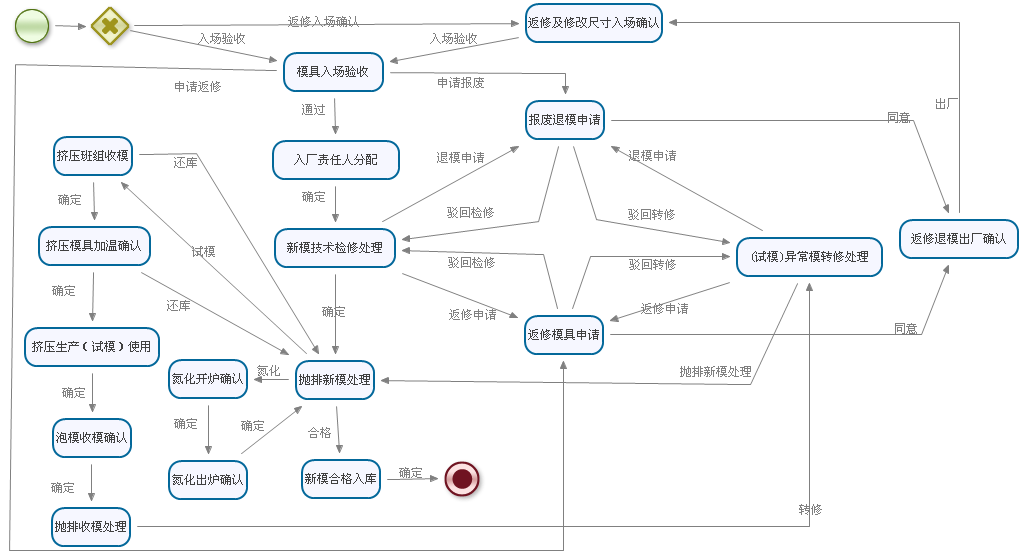 返修入场确认
返修及修改尺寸入场确认
入场验收
入场验收
模具入场验收
申请返修
申请报废
出厂
通过
报废退模申请
同意
挤压班组收模
还库
入厂责任人分配
退模申请
退模申请
确定
确定
驳回检修
驳回转修
挤压模具加温确认
试模
新模技术检修处理
返修退模出厂确认
(试模)异常模转修处理
驳回检修
驳回转修
确定
还库
确定
返修申请
返修申请
挤压生产(试模)使用
返修模具申请
同意
氮化开炉确认
氮化
抛排新模处理
抛排新模处理
确定
确定
确定
合格
泡模收模确认
氮化出炉确认
新模合格入库
确定
确定
抛排收模处理
转修